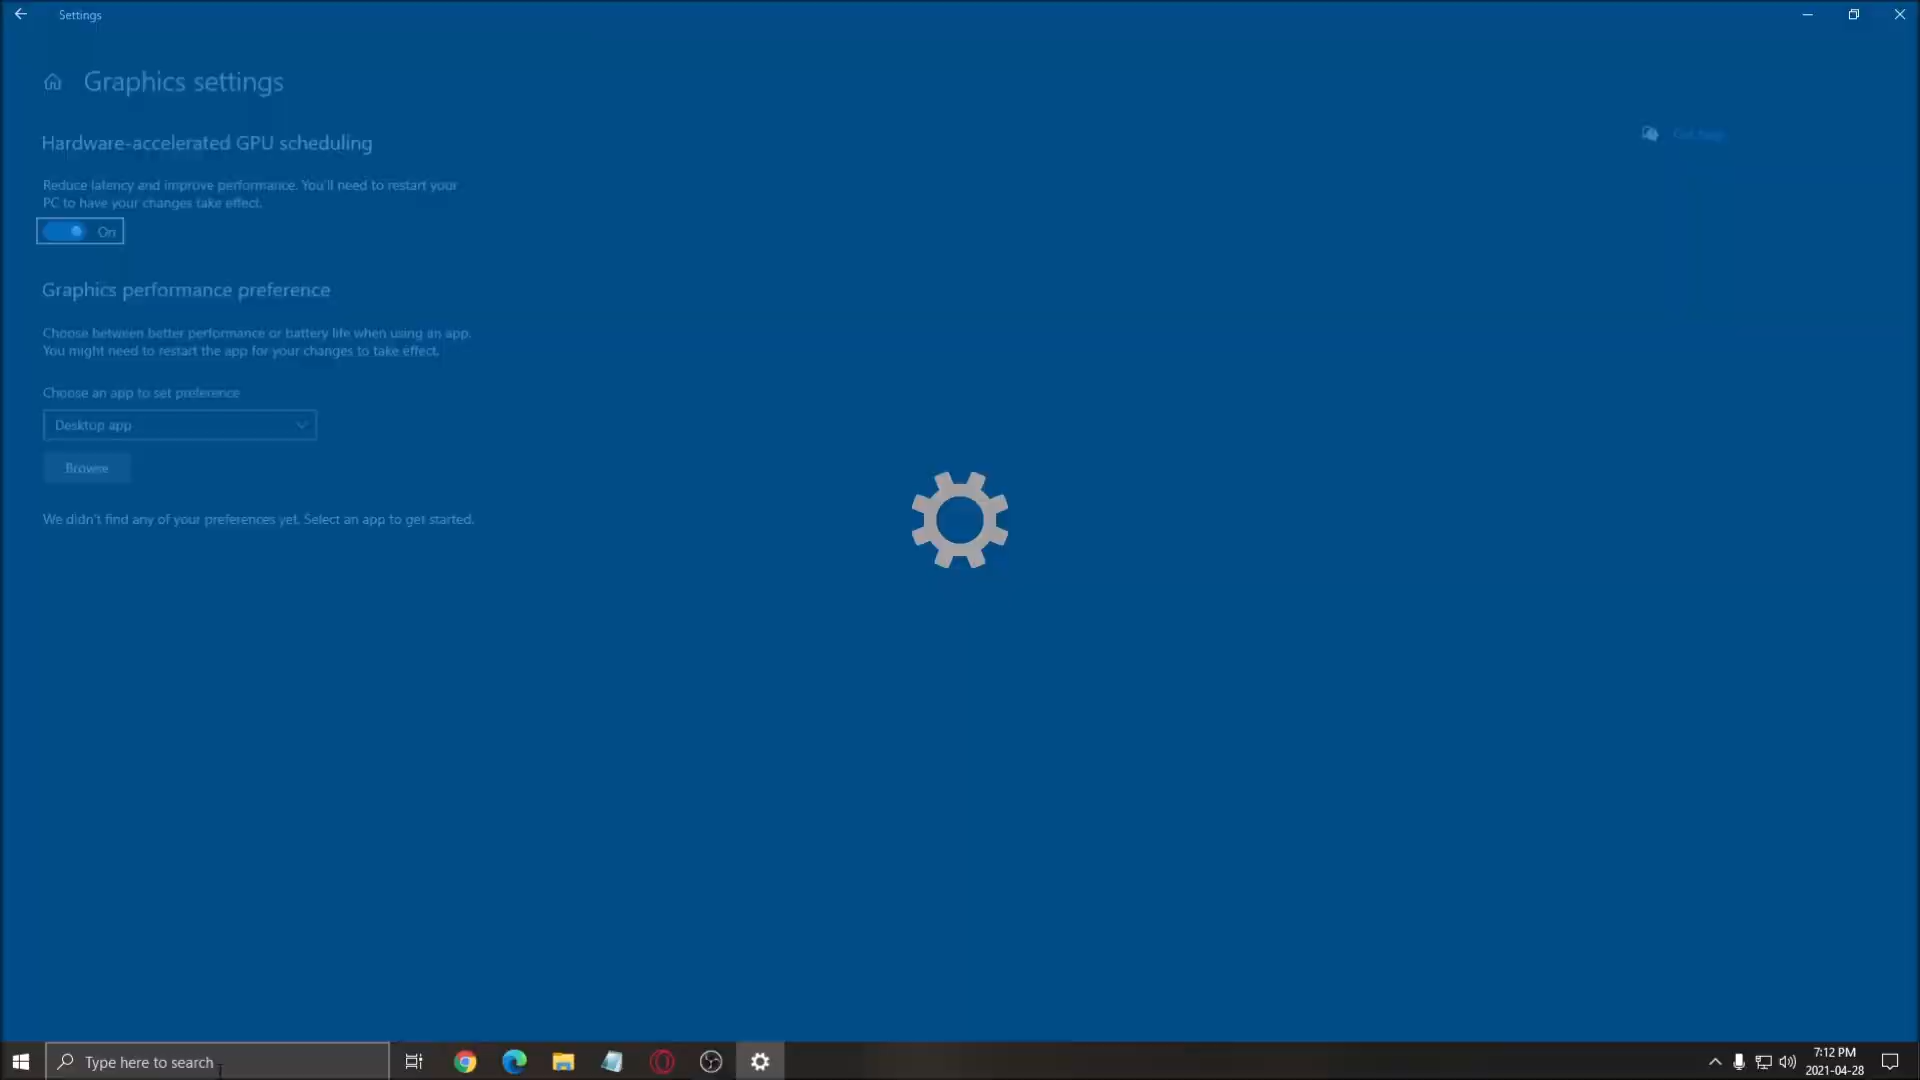 Settings
Graphics settings
Hardware-accelerated GPU scheduling
Get help
Reduce latency and improve performance. You'll need to restart your
PC to have your changes take effect.
On
Graphics performance preference
Choose between better performance or battery life when using an app.
You might need to restart the app for your changes to take effect.
Choose an app to set preference
Desktop app
Browse
We didn't find any of your preferences yet. Select an app to get started.
Type here to search
7:12 PM
2021-04-28